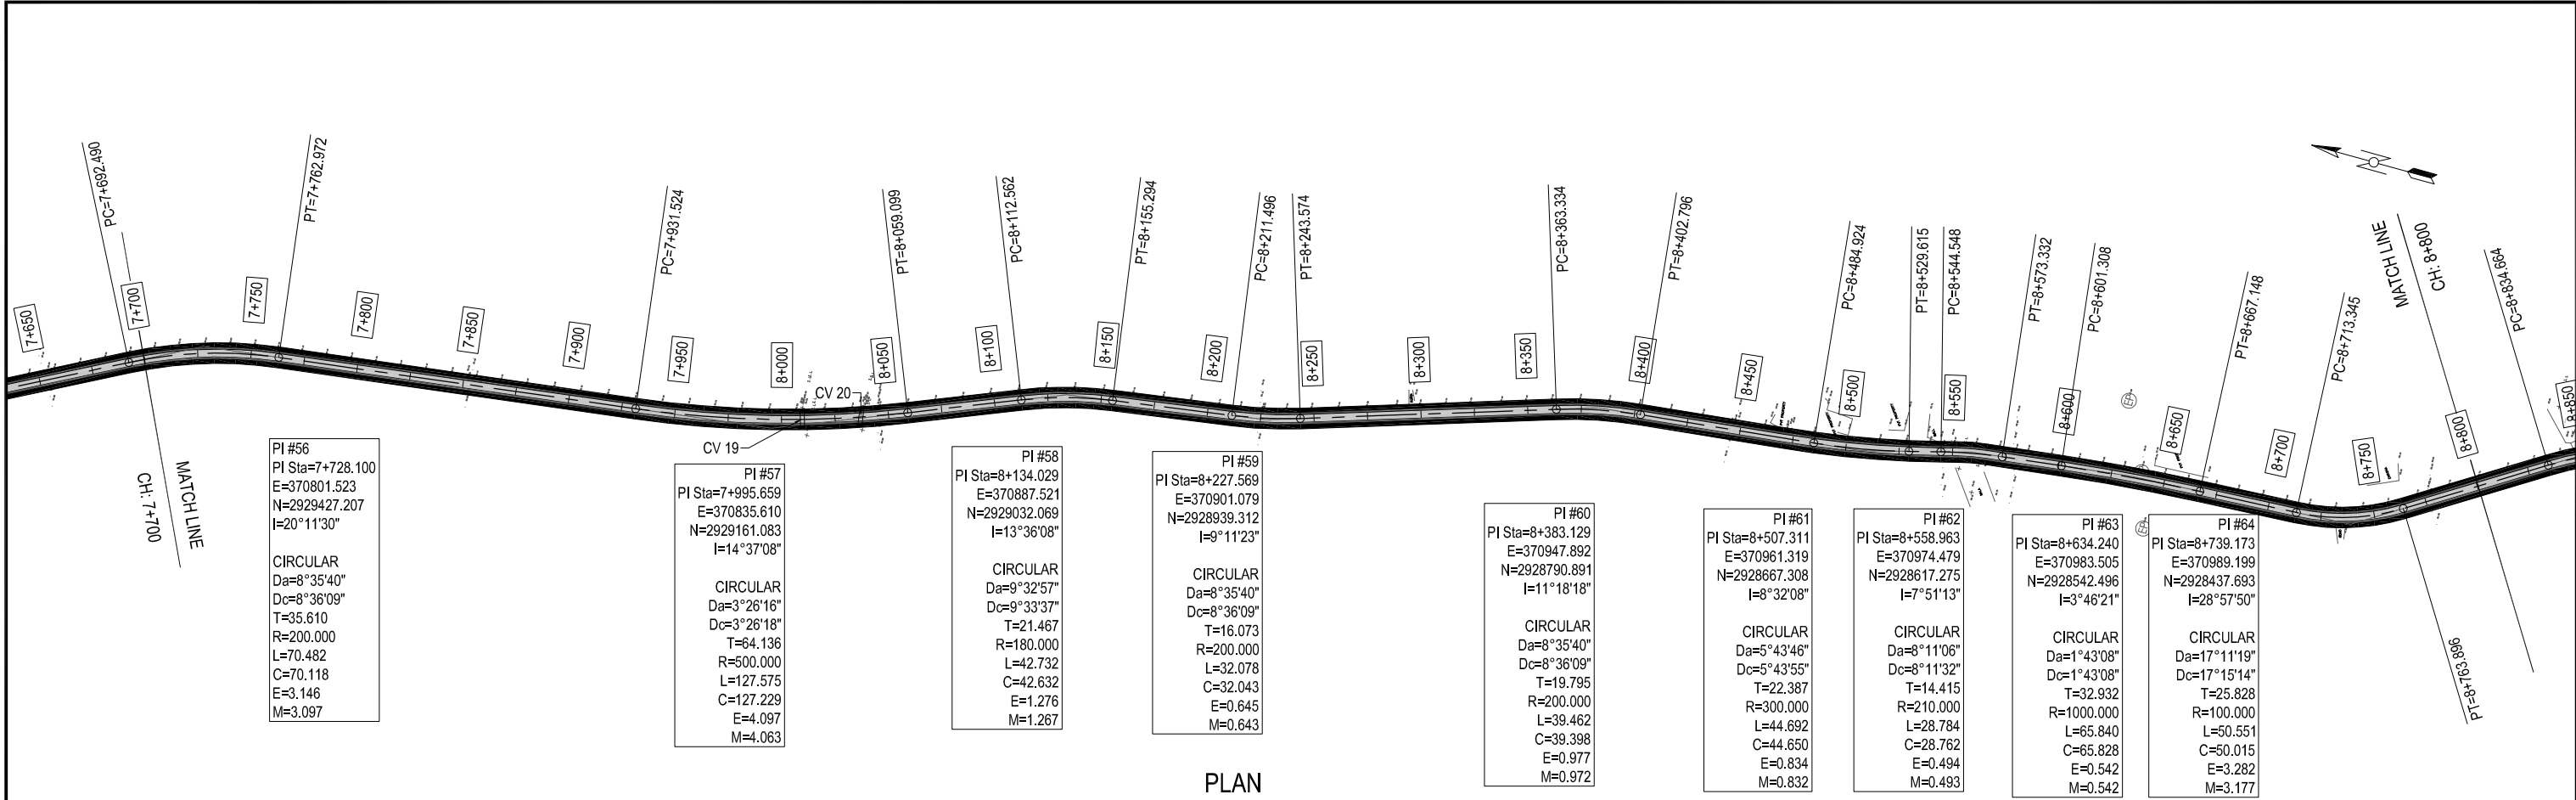 PC=7+692.490
PT=7+762.972
PC=7+931.524
PT=8+059.099
PC=8+112.562
PT=8+155.294
PC=8+211.496
PT=8+243.574
PC=8+363.334
PT=8+402.796
PC=8+484.924
PT=8+529.615
PC=8+544.548
PT=8+573.332
PC=8+601.308
PT=8+667.148
PC=8+713.345
MATCH LINE
CH: 8+800
PC=8+834.664
7+650
7+700
7+750
7+800
7+850
7+900
7+950
8+000
8+050
8+100
8+150
8+200
8+250
8+300
8+350
8+400
8+450
8+500
8+550
8+600
8+650
8+700
8+750
8+800
8+850
CV 20
CV 19
MATCH LINE
CH: 7+700
PT=8+763.896
PI #56
PI Sta=7+728.100
E=370801.523
N=2929427.207
I=20°11'30"
CIRCULAR
Da=8°35'40"
Dc=8°36'09"
T=35.610
R=200.000
L=70.482
C=70.118
E=3.146
M=3.097
PI #57
PI Sta=7+995.659
E=370835.610
N=2929161.083
I=14°37'08"
CIRCULAR
Da=3°26'16"
Dc=3°26'18"
T=64.136
R=500.000
L=127.575
C=127.229
E=4.097
M=4.063
PI #58
PI Sta=8+134.029
E=370887.521
N=2929032.069
I=13°36'08"
CIRCULAR
Da=9°32'57"
Dc=9°33'37"
T=21.467
R=180.000
L=42.732
C=42.632
E=1.276
M=1.267
PI #59
PI Sta=8+227.569
E=370901.079
N=2928939.312
I=9°11'23"
CIRCULAR
Da=8°35'40"
Dc=8°36'09"
T=16.073
R=200.000
L=32.078
C=32.043
E=0.645
M=0.643
PI #60
PI Sta=8+383.129
E=370947.892
N=2928790.891
I=11°18'18"
CIRCULAR
Da=8°35'40"
Dc=8°36'09"
T=19.795
R=200.000
L=39.462
C=39.398
E=0.977
M=0.972
PI #61
PI Sta=8+507.311
E=370961.319
N=2928667.308
I=8°32'08"
CIRCULAR
Da=5°43'46"
Dc=5°43'55"
T=22.387
R=300.000
L=44.692
C=44.650
E=0.834
M=0.832
PI #62
PI Sta=8+558.963
E=370974.479
N=2928617.275
I=7°51'13"
CIRCULAR
Da=8°11'06"
Dc=8°11'32"
T=14.415
R=210.000
L=28.784
C=28.762
E=0.494
M=0.493
PI #63
PI Sta=8+634.240
E=370983.505
N=2928542.496
I=3°46'21"
CIRCULAR
Da=1°43'08"
Dc=1°43'08"
T=32.932
R=1000.000
L=65.840
C=65.828
E=0.542
M=0.542
PI #64
PI Sta=8+739.173
E=370989.199
N=2928437.693
I=28°57'50"
CIRCULAR
Da=17°11'19"
Dc=17°15'14"
T=25.828
R=100.000
L=50.551
C=50.015
E=3.282
M=3.177
PLAN